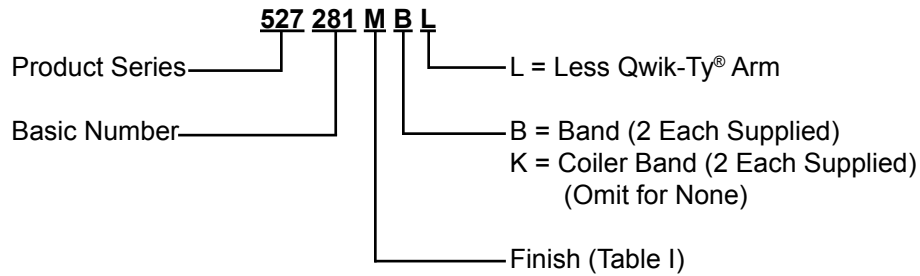 527 281 M B L
Product Series
L = Less Qwik-Ty® Arm
Basic Number
B = Band (2 Each Supplied)
K = Coiler Band (2 Each Supplied)
(Omit for None)
Finish (Table I)